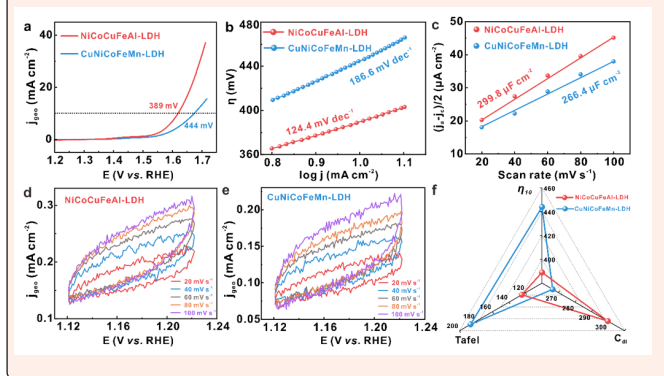 a
NiCoCuFeAl-LDH
CuNiCoFeMn-LDH
389 mV
444 mV
40
20
0
1.2 1.3 1.4 1.5 1.6 1.7
j_geo (mA cm⁻²)
E (V vs. RHE)
b
NiCoCuFeAl-LDH
CuNiCoFeMn-LDH
186.6 mV dec⁻¹
124.4 mV dec⁻¹
480
440
400
360
0.8 0.9 1.0 1.1
η (mV)
log j (mA cm⁻²)
c
NiCoCuFeAl-LDH
CuNiCoFeMn-LDH
299.8 μF cm⁻²
266.4 μF cm⁻²
50
40
30
20
10
0
20 40 60 80 100
(jₐ-j_c)/2 (μA cm⁻²)
Scan rate (mV s⁻¹)
d
NiCoCuFeAl-LDH
20 mV s⁻¹
40 mV s⁻¹
60 mV s⁻¹
80 mV s⁻¹
100 mV s⁻¹
0.3
0.2
0.1
1.12 1.16 1.20 1.24
j_geo (mA cm⁻²)
E (V vs. RHE)
e
CuNiCoFeMn-LDH
20 mV s⁻¹
40 mV s⁻¹
60 mV s⁻¹
80 mV s⁻¹
100 mV s⁻¹
0.25
0.20
0.15
0.10
0.05
1.12 1.16 1.20 1.24
j_geo (mA cm⁻²)
E (V vs. RHE)
f
η₁₀
NiCoCuFeAl-LDH
CuNiCoFeMn-LDH
460
440
420
400
120
140
160
180
200
270
285
300
Tafel
C_dl